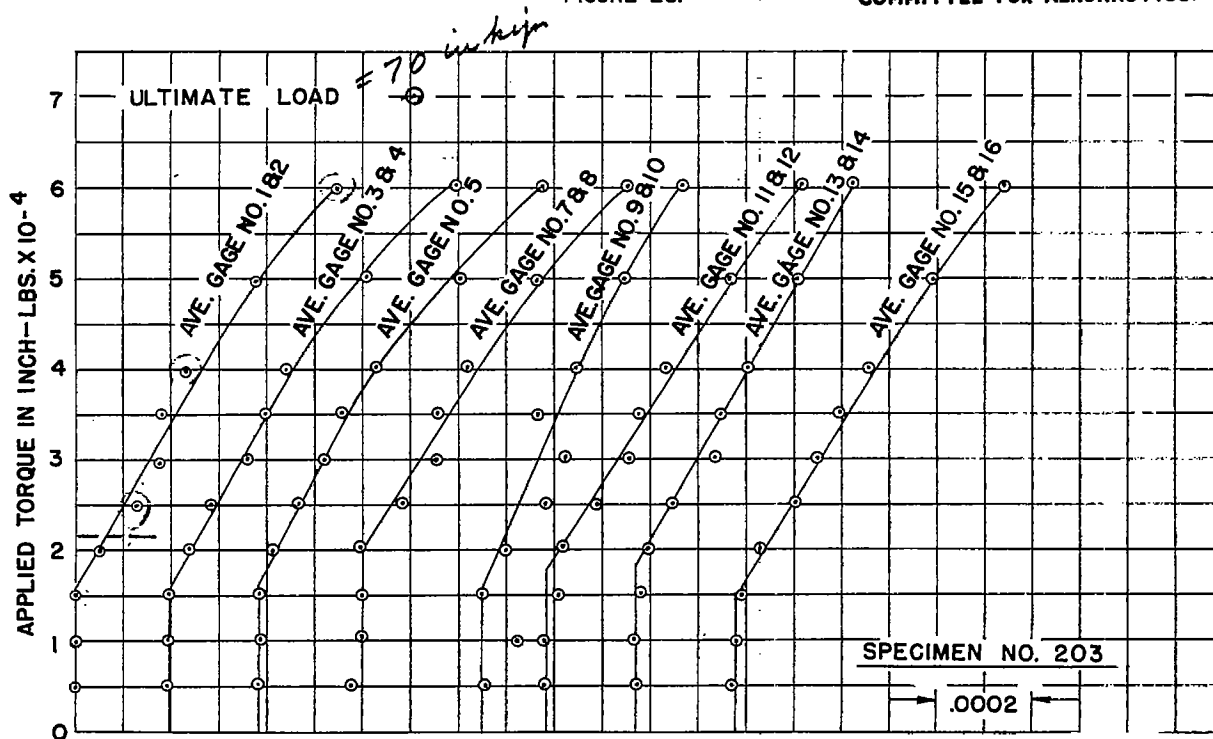 = 70 in kips
ULTIMATE LOAD
7
6
5
4
3
2
1
0
APPLIED TORQUE IN INCH-LBS. X 10-4
AVE. GAGE NO. 1 & 2
AVE. GAGE NO. 3 & 4
AVE. GAGE NO. 5
AVE. GAGE NO. 7 & 8
AVE. GAGE NO. 9 & 10
AVE. GAGE NO. 11 & 12
AVE. GAGE NO. 13 & 14
AVE. GAGE NO. 15 & 16
SPECIMEN NO. 203
.0002